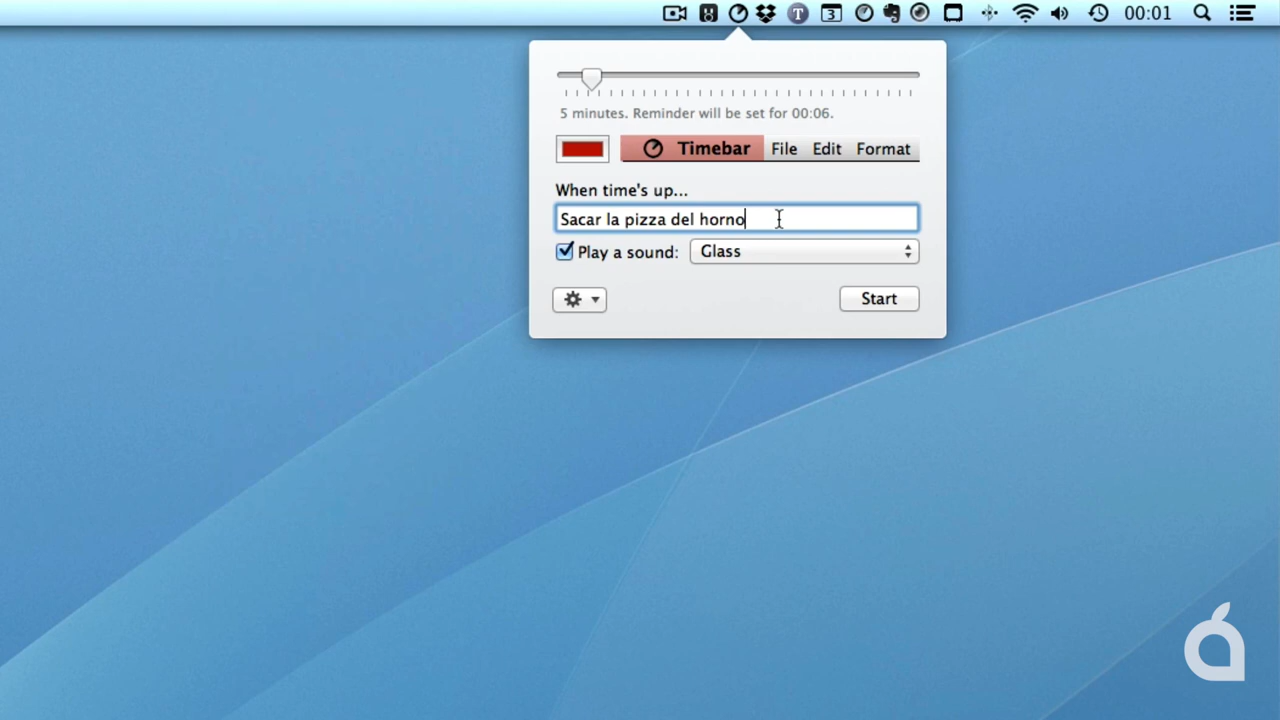 T 3 00:01
5 minutes. Reminder will be set for 00:06.
Timebar File Edit Format
When time's up...
Sacar la pizza del horno
Play a sound: Glass
Start